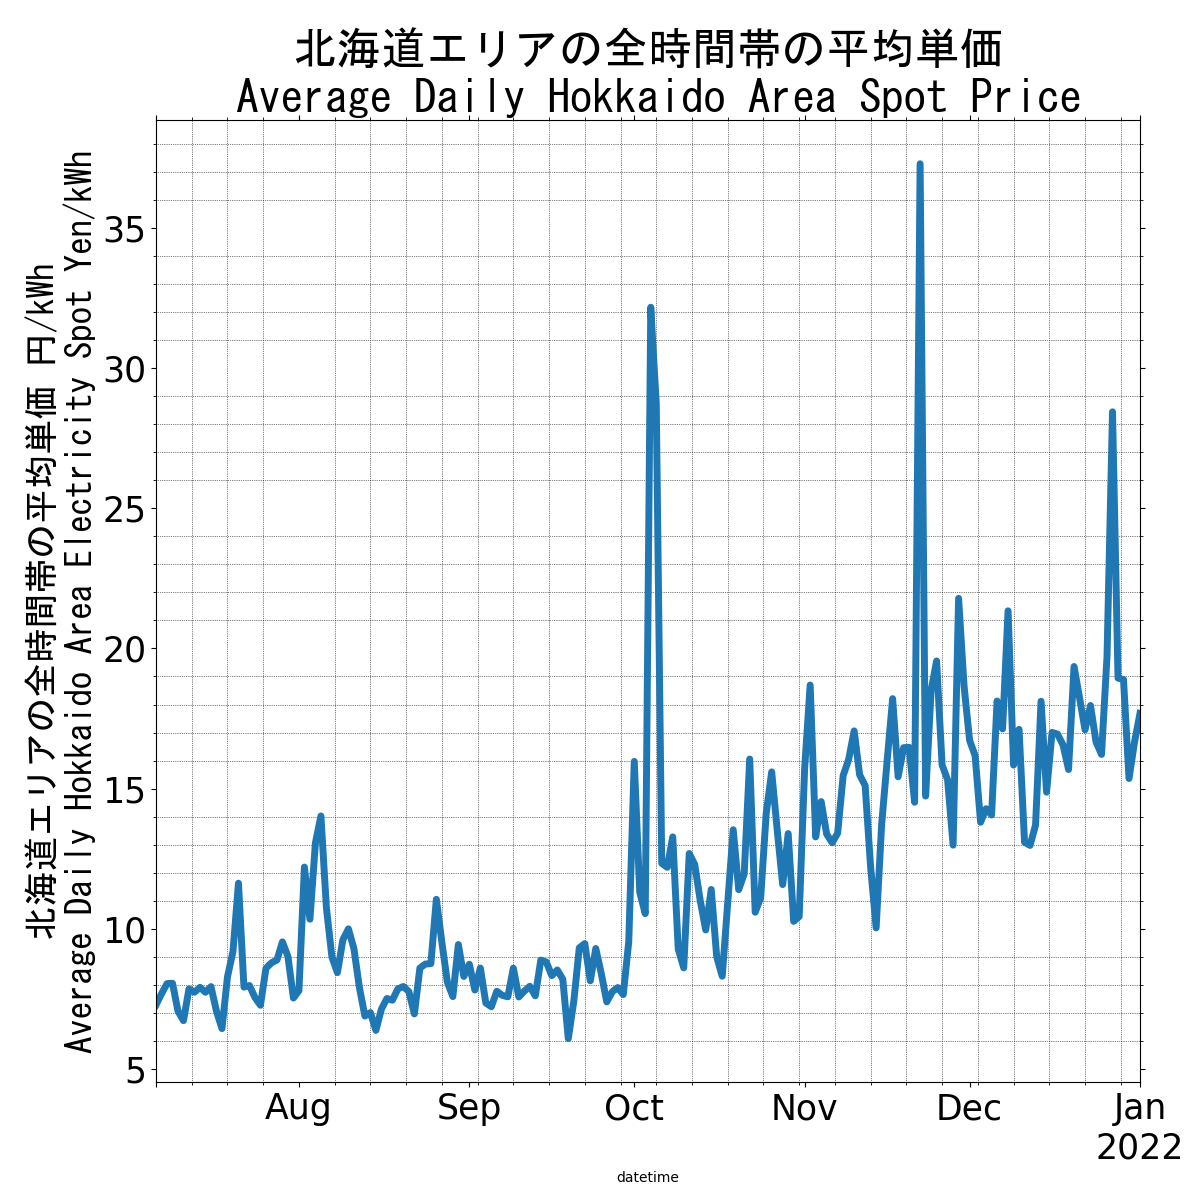 北海道エリアの全時間帯の平均単価
Average Daily Hokkaido Area Spot Price
北海道エリアの全時間帯の平均単価 円/kWh
Average Daily Hokkaido Area Electricity Spot Yen/kWh
35
30
25
20
15
10
5
Aug
Sep
Oct
Nov
Dec
Jan
2022
datetime